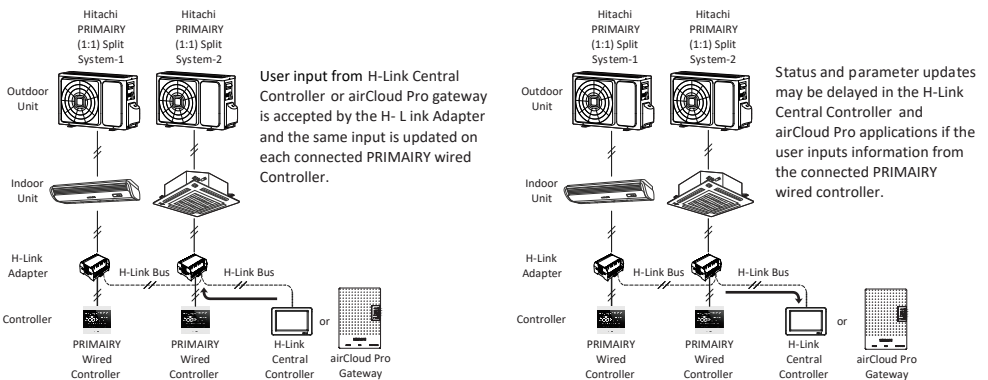 Hitachi
PRIMAIRY
(1:1) Split
System-1
Hitachi
PRIMAIRY
(1:1) Split
System-2
Outdoor
Unit
User input from H-Link Central
Controller or airCloud Pro gateway
is accepted by the H- L ink Adapter
and the same input is updated on
each connected PRIMAIRY wired
Controller.
Indoor
Unit
H-Link
Adapter
H-Link Bus
H-Link Bus
Controller
or
PRIMAIRY
Wired
Controller
PRIMAIRY
Wired
Controller
H-Link
Central
Controller
airCloud Pro
Gateway
Hitachi
PRIMAIRY
(1:1) Split
System-1
Hitachi
PRIMAIRY
(1:1) Split
System-2
Outdoor
Unit
Status and parameter updates
may be delayed in the H-Link
Central Controller and
airCloud Pro applications if the
user inputs information from
the connected PRIMAIRY
wired controller.
Indoor
Unit
H-Link
Adapter
H-Link Bus
H-Link Bus
Controller
or
PRIMAIRY
Wired
Controller
PRIMAIRY
Wired
Controller
H-Link
Central
Controller
airCloud Pro
Gateway